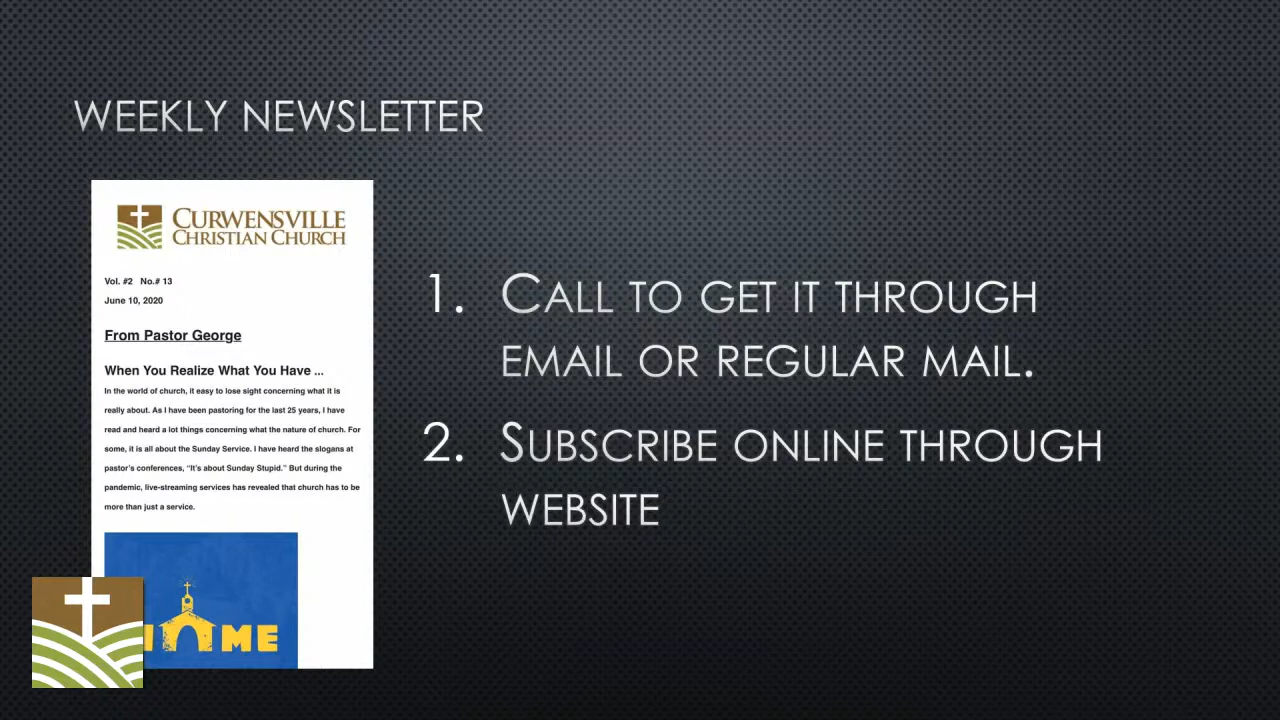 WEEKLY NEWSLETTER
CURWENSVILLE
CHRISTIAN CHURCH
Vol. #2 No.# 13
June 10, 2020
From Pastor George
When You Realize What You Have ...
In the world of church, it easy to lose sight concerning what it is
really about. As I have been pastoring for the last 25 years, I have
read and heard a lot things concerning what the nature of church. For
some, it is all about the Sunday Service. I have heard the slogans at
pastor's conferences, “It's about Sunday Stupid.” But during the
pandemic, live-streaming services has revealed that church has to be
more than just a service.
ME
1. CALL TO GET IT THROUGH
EMAIL OR REGULAR MAIL.
2. SUBSCRIBE ONLINE THROUGH
WEBSITE